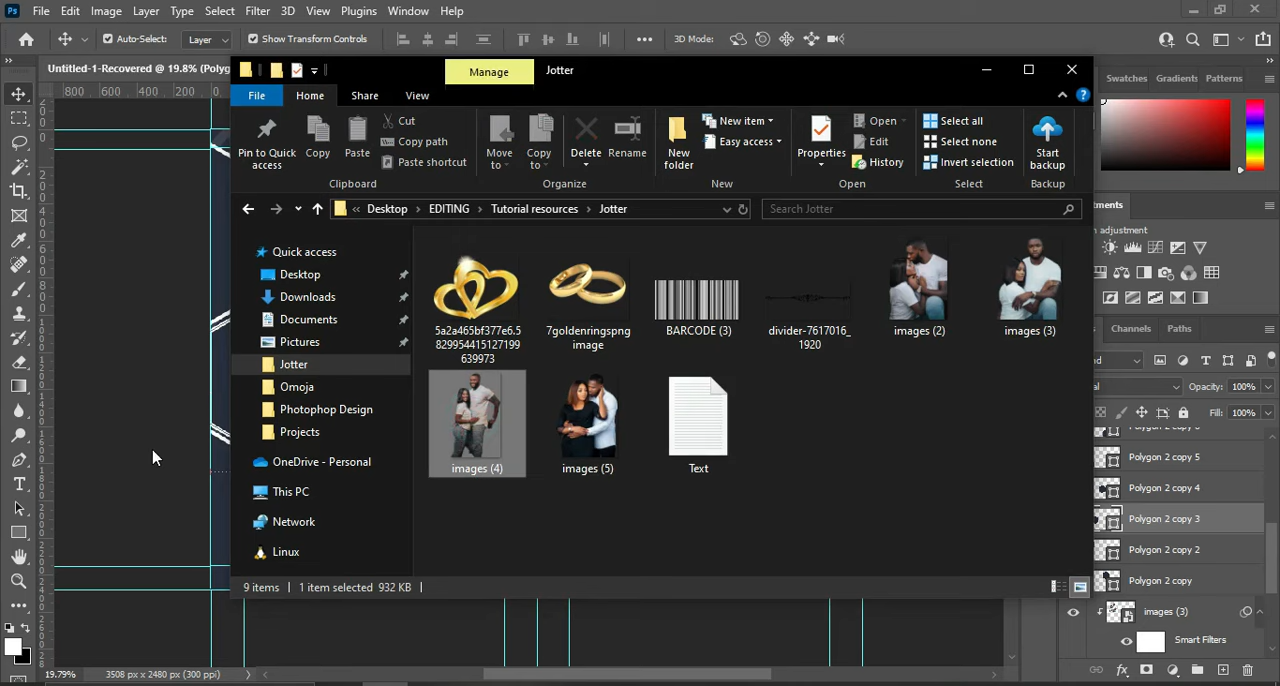 Ps File Edit Image Layer Type Select Filter 3D View Plugins Window Help
Auto-Select: Layer Show Transform Controls 3D Mode:
Untitled-1-Recovered @ 19.8% (Polyg
Manage Jotter
Swatches Gradients Patterns
800 600 400 200 0
File Home Share View
Pin to Quick access
Copy
Paste
Cut
Copy path
Paste shortcut
Move to
Copy to
Delete
Rename
New folder
New item
Easy access
Properties
Open
Edit
History
Select all
Select none
Invert selection
Start backup
Clipboard Organize New Open Select Backup
Desktop EDITING Tutorial resources Jotter
Search Jotter
Quick access
Desktop
Downloads
Documents
Pictures
Jotter
Omoja
Photophop Design
Projects
OneDrive - Personal
This PC
Network
Linux
5a2a465bf377e6.5829954415127199639973
7goldenringspngimage
BARCODE (3)
divider-7617016_1920
images (2)
images (3)
images (4)
images (5)
Text
9 items 1 item selected 932 KB
19.79% 3508 px x 2480 px (300 ppi)
tments
n adjustment
s Channels Paths
Opacity: 100%
Fill: 100%
Polygon 2 copy 5
Polygon 2 copy 4
Polygon 2 copy 3
Polygon 2 copy 2
Polygon 2 copy
images (3)
Smart Filters